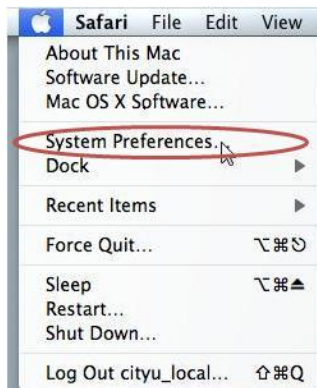 Safari File Edit View
About This Mac
Software Update...
Mac OS X Software...
System Preferences...
Dock
Recent Items
Force Quit... ⌥⌘⎋
Sleep ⌥⌘⏏
Restart...
Shut Down...
Log Out cityu_local... ⇧⌘Q